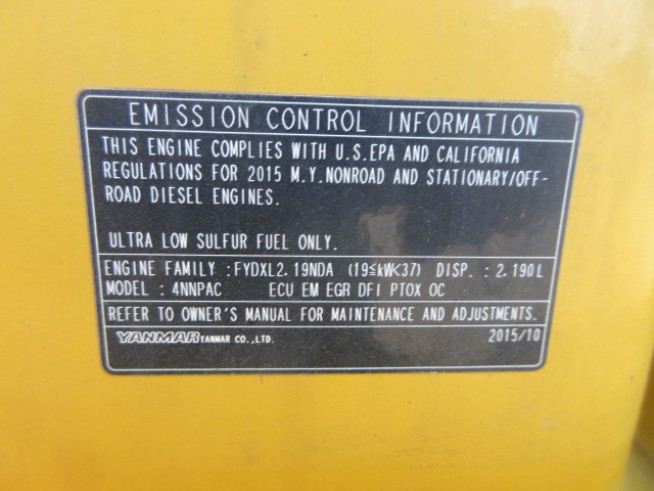 EMISSION CONTROL INFORMATION
THIS ENGINE COMPLIES WITH U.S.EPA AND CALIFORNIA
REGULATIONS FOR 2015 M.Y.NONROAD AND STATIONARY/OFF-
ROAD DIESEL ENGINES.
ULTRA LOW SULFUR FUEL ONLY.
ENGINE FAMILY :FYDXL2.19NDA (19≦kW<37) DISP. : 2.190L
MODEL : 4NNPAC ECU EM EGR DFI PTOX OC
REFER TO OWNER'S MANUAL FOR MAINTENANCE AND ADJUSTMENTS.
YANMAR YANMAR CO.,LTD. 2015/10